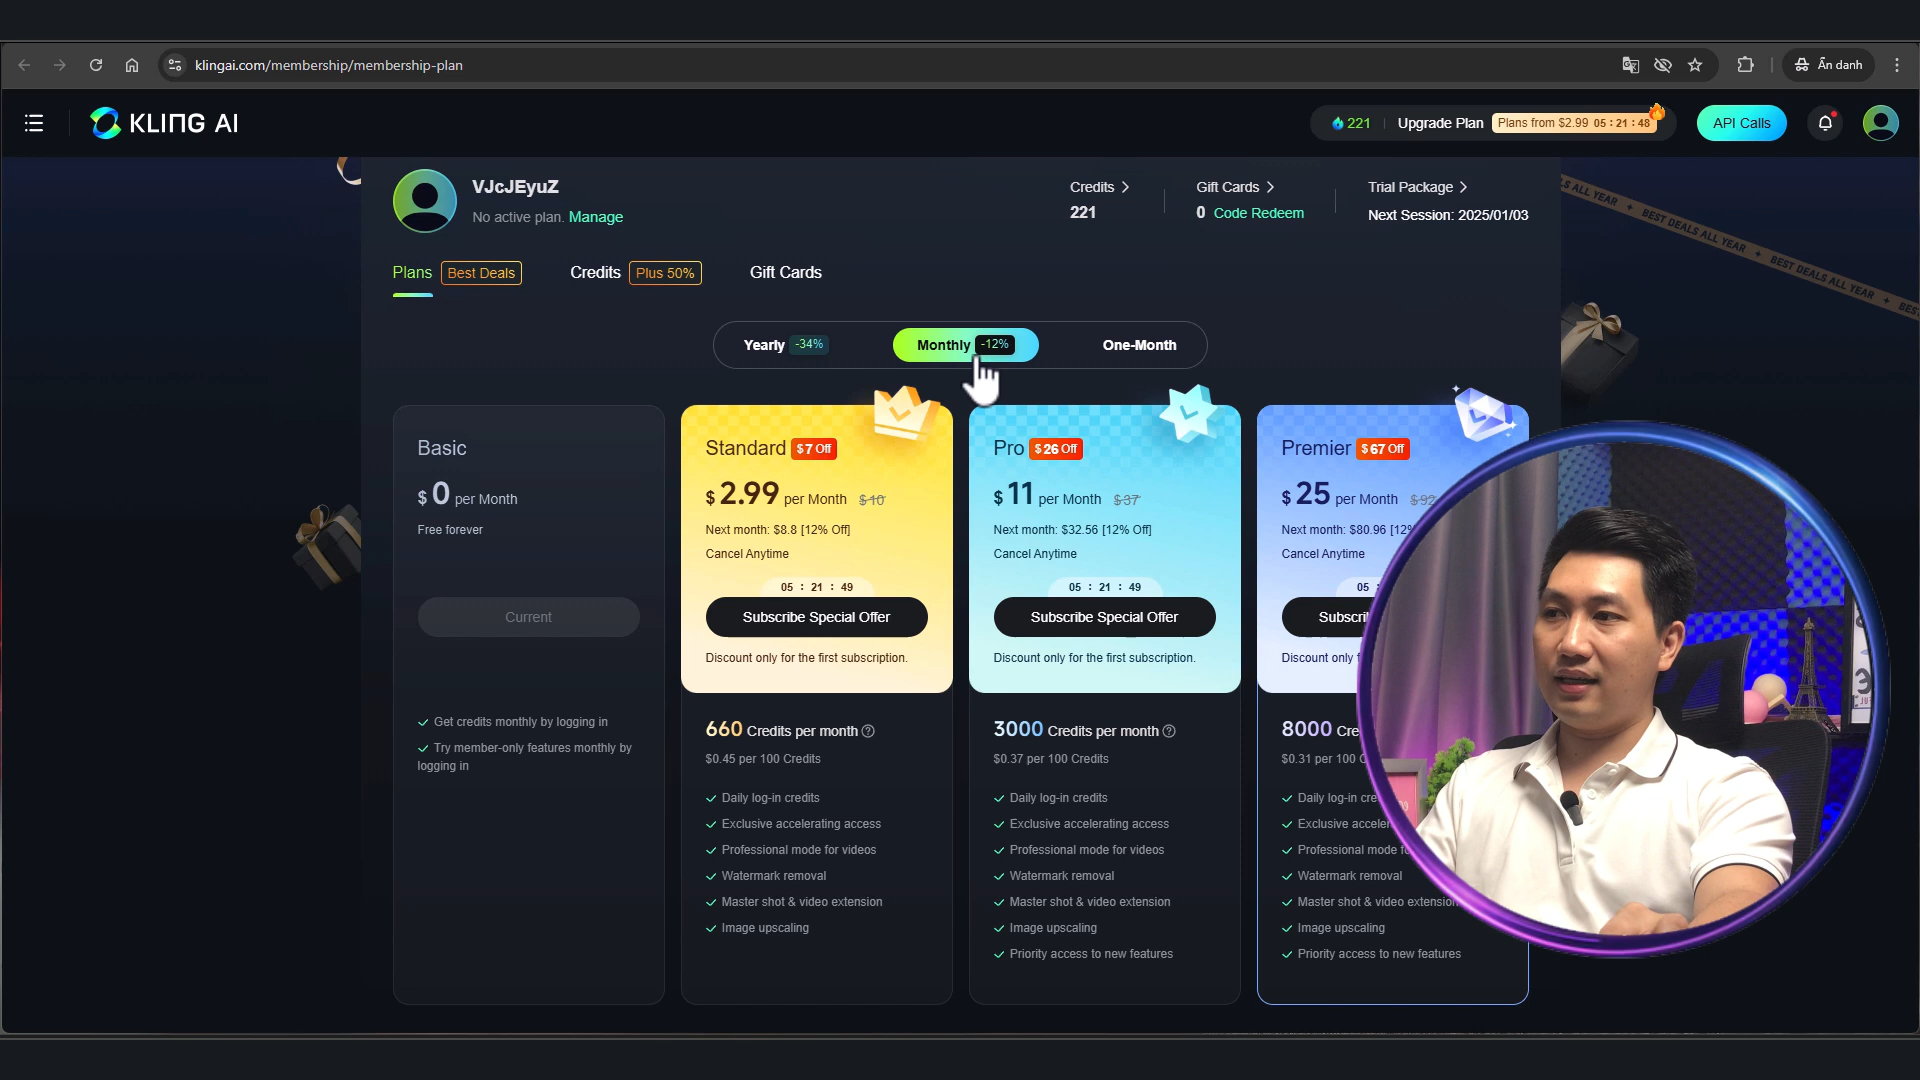 klingai.com/membership/membership-plan
Ẩn danh
KLING AI
221
Upgrade Plan
Plans from $2.99 05 : 21 : 48
API Calls
VJcJEyuZ
No active plan. Manage
Credits
221
Gift Cards
0 Code Redeem
Trial Package
Next Session: 2025/01/03
BEST DEALS ALL YEAR
BEST DEALS ALL YEAR
Plans Best Deals
Credits Plus 50%
Gift Cards
Yearly -34%
Monthly -12%
One-Month
Basic
$ 0 per Month
Free forever
Current
Get credits monthly by logging in
Try member-only features monthly by
logging in
Standard $7 Off
$ 2.99 per Month $ 10
Next month: $8.8 [12% Off]
Cancel Anytime
05 : 21 : 49
Subscribe Special Offer
Discount only for the first subscription.
660 Credits per month
$0.45 per 100 Credits
Daily log-in credits
Exclusive accelerating access
Professional mode for videos
Watermark removal
Master shot & video extension
Image upscaling
Pro $26 Off
$ 11 per Month $ 37
Next month: $32.56 [12% Off]
Cancel Anytime
05 : 21 : 49
Subscribe Special Offer
Discount only for the first subscription.
3000 Credits per month
$0.37 per 100 Credits
Daily log-in credits
Exclusive accelerating access
Professional mode for videos
Watermark removal
Master shot & video extension
Image upscaling
Priority access to new features
Premier $67 Off
$ 25 per Month $ 92
Next month: $80.96 [12%
Cancel Anytime
05 :
Discount only
8000
$0.31 per 100
Daily log-in
Exclusive
Professional mode
Watermark removal
Master shot & video extension
Image upscaling
Priority access to new features